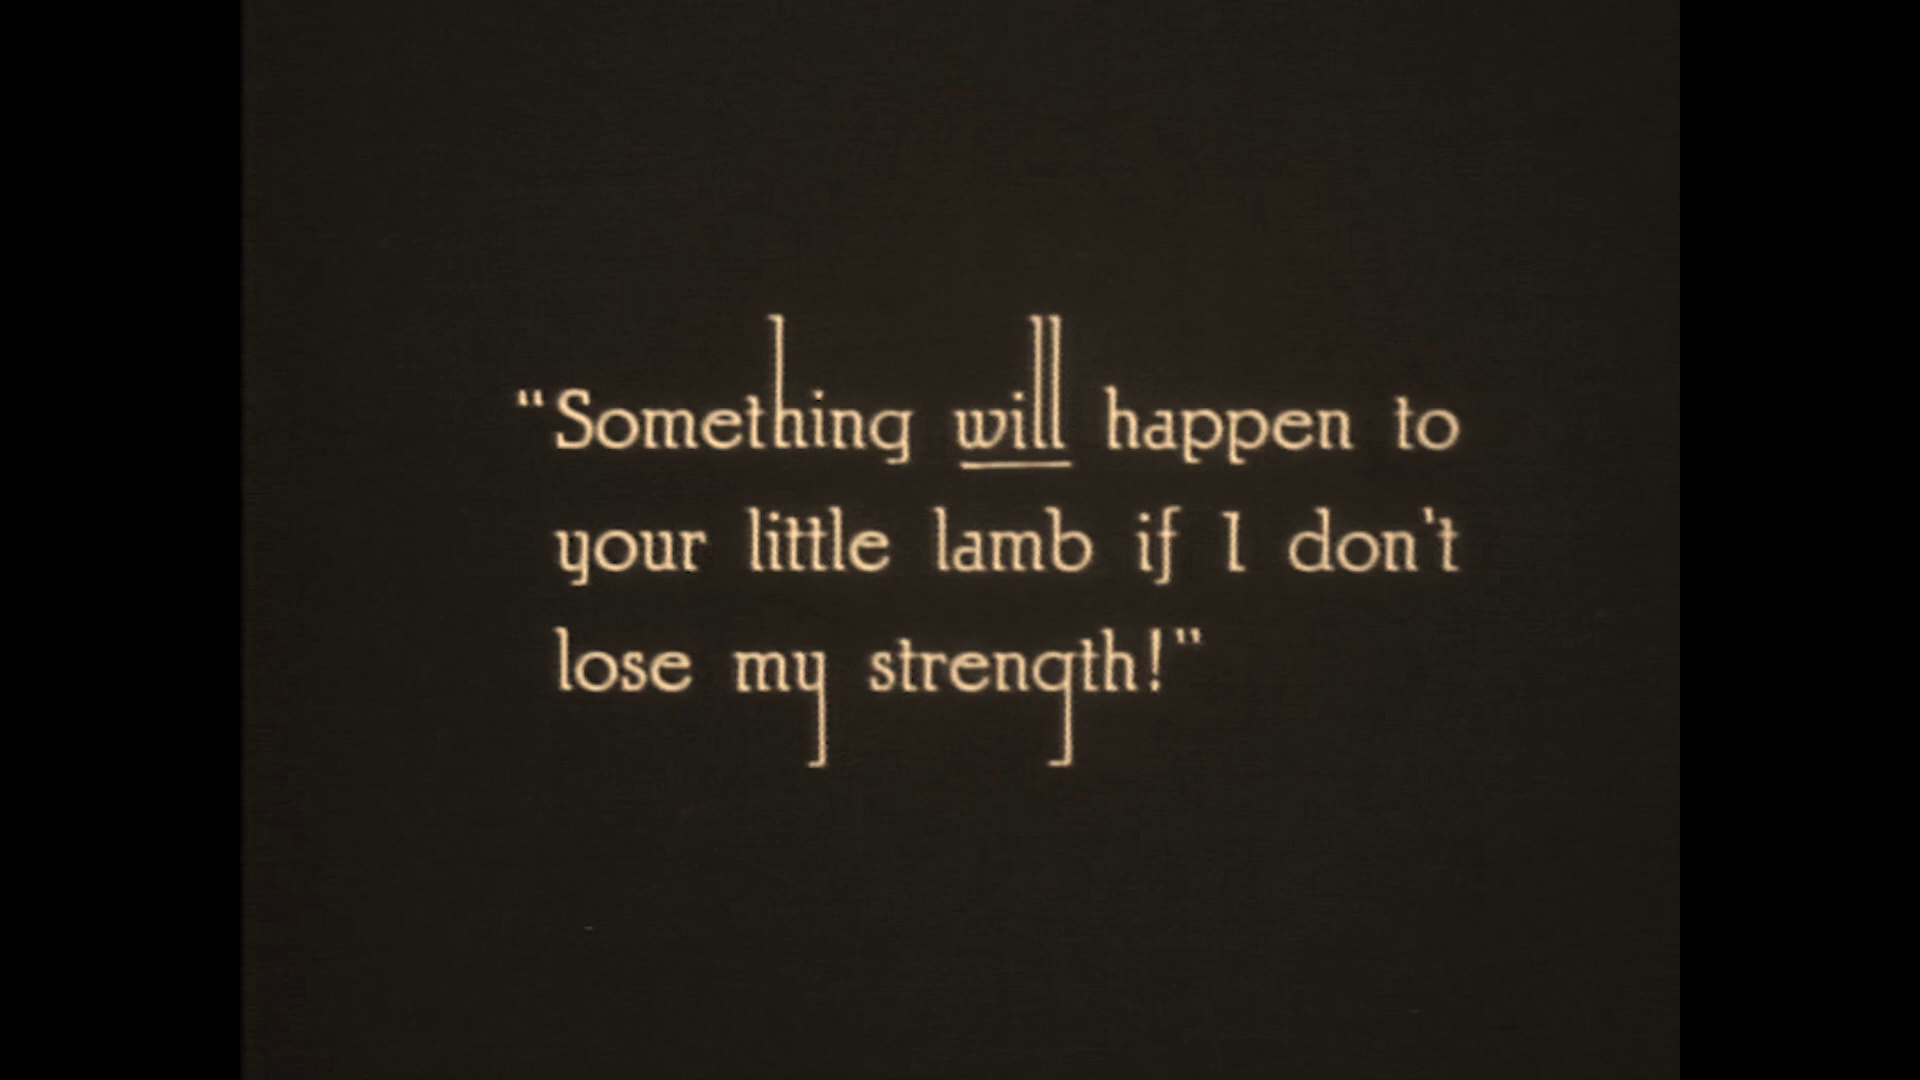 “Something will happen to
your little lamb if I don't
lose my strength!”